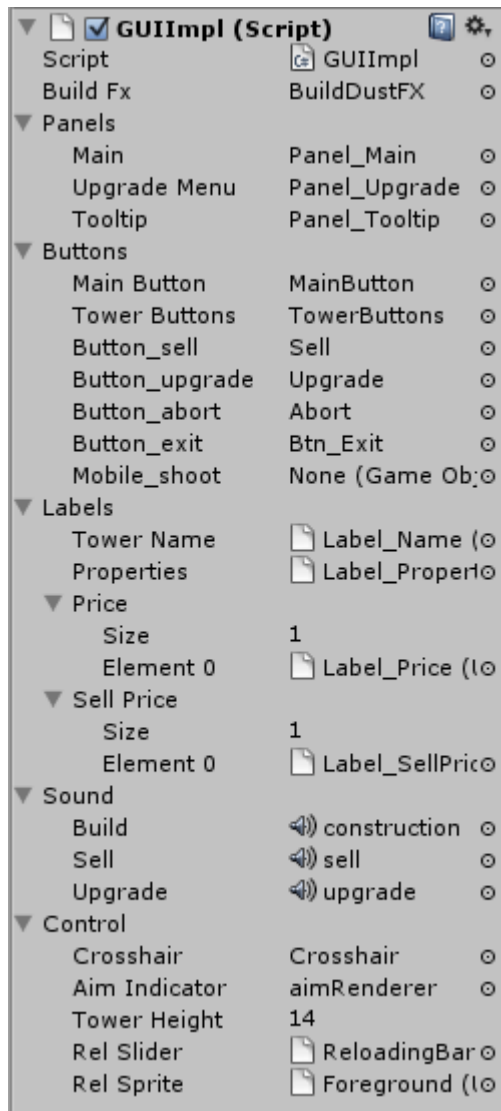 GUIImpl (Script)
Script GUIImpl
Build Fx BuildDustFX
Panels
Main Panel_Main
Upgrade Menu Panel_Upgrade
Tooltip Panel_Tooltip
Buttons
Main Button MainButton
Tower Buttons TowerButtons
Button_sell Sell
Button_upgrade Upgrade
Button_abort Abort
Button_exit Btn_Exit
Mobile_shoot None (Game Obj
Labels
Tower Name Label_Name (
Properties Label_Propert
Price
Size 1
Element 0 Label_Price (U
Sell Price
Size 1
Element 0 Label_SellPric
Sound
Build construction
Sell sell
Upgrade upgrade
Control
Crosshair Crosshair
Aim Indicator aimRenderer
Tower Height 14
Rel Slider ReloadingBar
Rel Sprite Foreground (U